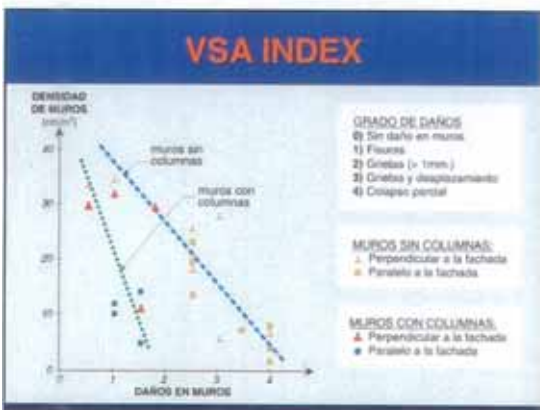 VSA INDEX
DENSIDAD
DE MUROS
(mm/m²)
40
30
20
10
0
0
1
2
3
4
muros sin
columnas
muros con
columnas
DAÑOS EN MUROS
GRADO DE DAÑOS
0) Sin daño en muros
1) Fisuras
2) Grietas (> 1mm.)
3) Grietas y desplazamiento
4) Colapso parcial
MUROS SIN COLUMNAS:
Perpendicular a la fachada
Paralelo a la fachada
MUROS CON COLUMNAS:
Perpendicular a la fachada
Paralelo a la fachada